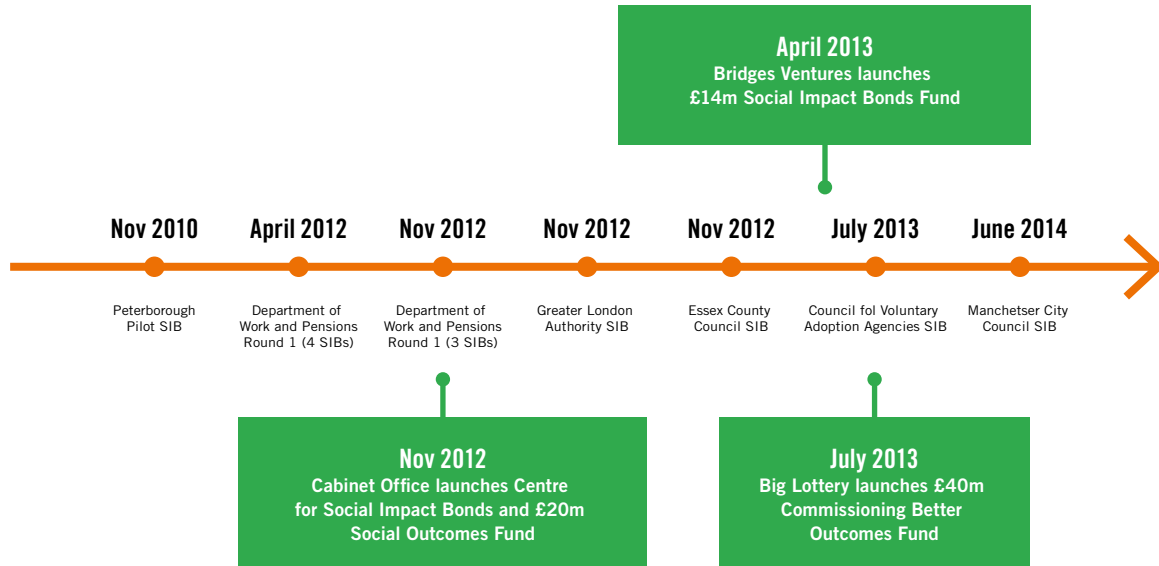 April 2013
Bridges Ventures launches
£14m Social Impact Bonds Fund
Nov 2010
April 2012
Nov 2012
Nov 2012
Nov 2012
July 2013
June 2014
Peterborough
Pilot SIB
Department of
Work and Pensions
Round 1 (4 SIBs)
Department of
Work and Pensions
Round 1 (3 SIBs)
Greater London
Authority SIB
Essex County
Council SIB
Council fol Voluntary
Adoption Agencies SIB
Manchetser City
Council SIB
Nov 2012
Cabinet Office launches Centre
for Social Impact Bonds and £20m
Social Outcomes Fund
July 2013
Big Lottery launches £40m
Commissioning Better
Outcomes Fund